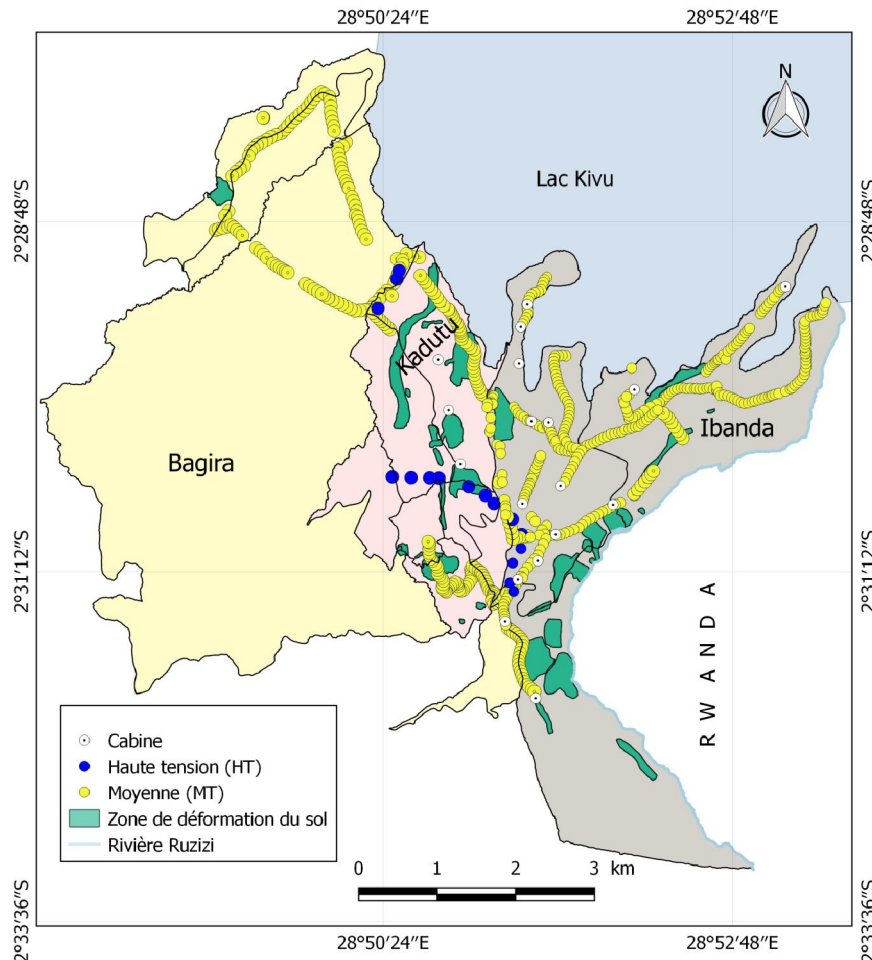 28°50′24″E 28°52′48″E
N
Lac Kivu
2°28′48″S 2°28′48″S
Kadutu
Ibanda
Bagira
2°31′12″S 2°31′12″S
RWANDA
Cabine
Haute tension (HT)
Moyenne (MT)
Zone de déformation du sol
Rivière Ruzizi
0 1 2 3 km
2°33′36″S 2°33′36″S
28°50′24″E 28°52′48″E